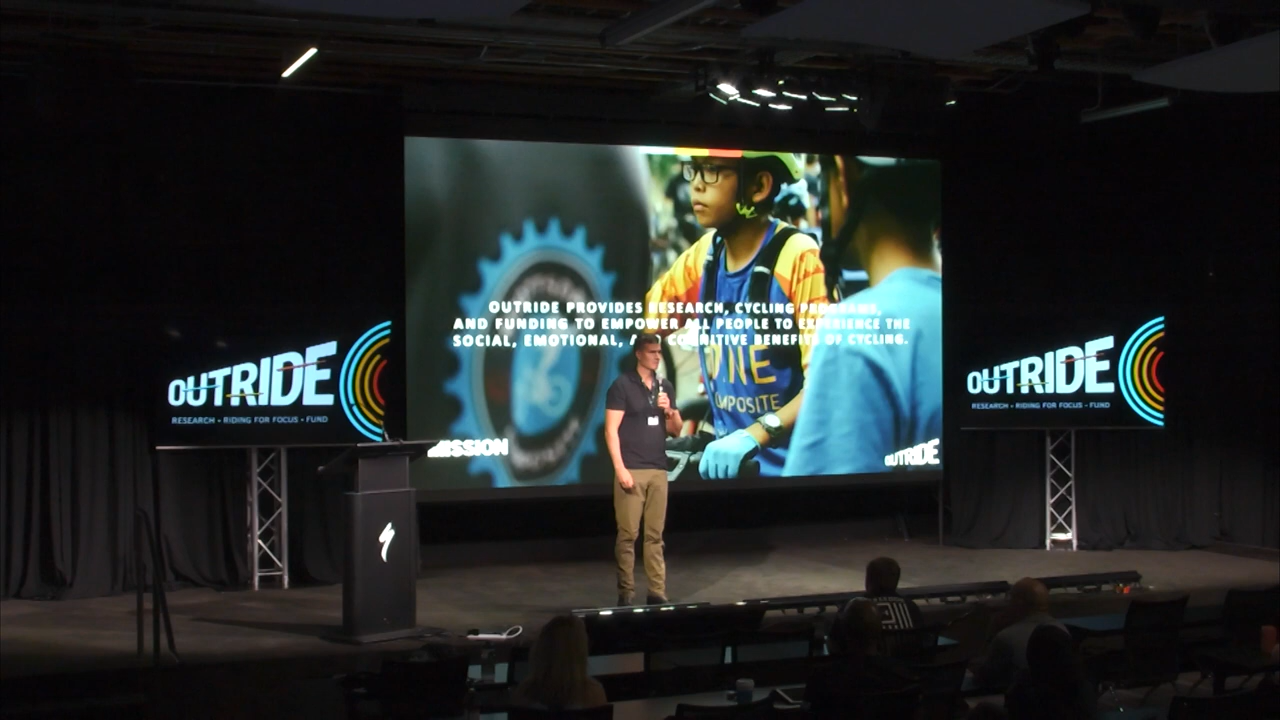 OUTRIDE PROVIDES RESEARCH, CYCLING PROGRAMS,
AND FUNDING TO EMPOWER ALL PEOPLE TO EXPERIENCE THE
SOCIAL, EMOTIONAL, AND COGNITIVE BENEFITS OF CYCLING.
MISSION
OUTRIDE
OUTRIDE
RESEARCH • RIDING FOR FOCUS • FUND
OUTRIDE
RESEARCH • RIDING FOR FOCUS • FUND